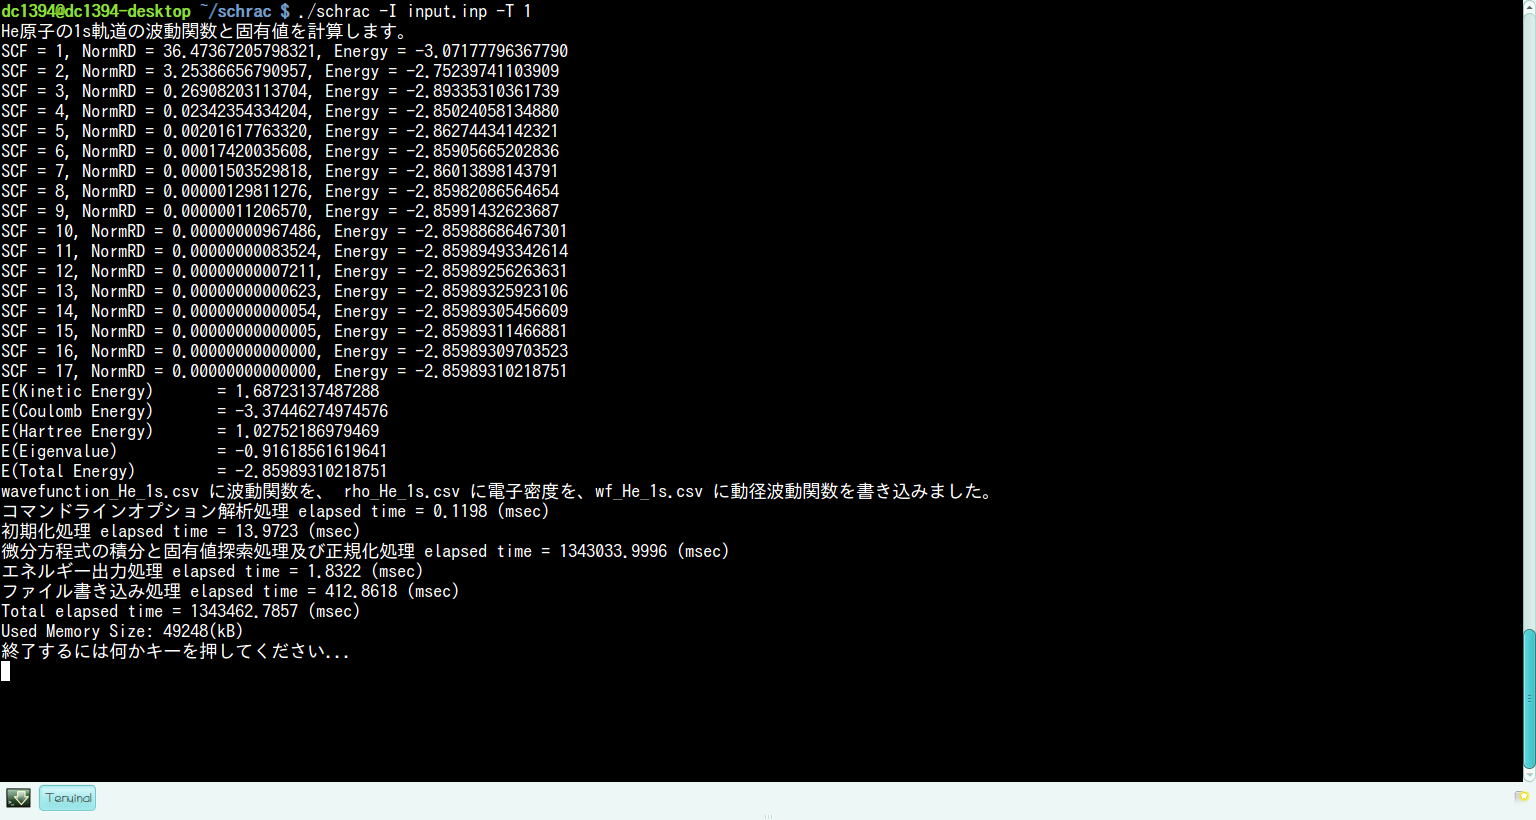 dc1394@dc1394-desktop ~/schrac $ ./schrac -I input.inp -T 1
He原子の1s軌道の波動関数と固有値を計算します。
SCF = 1, NormRD = 36.47367205798321, Energy = -3.07177796367790
SCF = 2, NormRD = 3.25386656790957, Energy = -2.75239741103909
SCF = 3, NormRD = 0.26908203113704, Energy = -2.89335310361739
SCF = 4, NormRD = 0.02342354334204, Energy = -2.85024058134880
SCF = 5, NormRD = 0.00201617763320, Energy = -2.86274434142321
SCF = 6, NormRD = 0.00017420035608, Energy = -2.85905665202836
SCF = 7, NormRD = 0.00001503529818, Energy = -2.86013898143791
SCF = 8, NormRD = 0.00000129811276, Energy = -2.85982086564654
SCF = 9, NormRD = 0.00000011206570, Energy = -2.85991432623687
SCF = 10, NormRD = 0.00000000967486, Energy = -2.85988686467301
SCF = 11, NormRD = 0.00000000083524, Energy = -2.85989493342614
SCF = 12, NormRD = 0.00000000007211, Energy = -2.85989256263631
SCF = 13, NormRD = 0.00000000000623, Energy = -2.85989325923106
SCF = 14, NormRD = 0.00000000000054, Energy = -2.85989305456609
SCF = 15, NormRD = 0.00000000000005, Energy = -2.85989311466881
SCF = 16, NormRD = 0.00000000000000, Energy = -2.85989309703523
SCF = 17, NormRD = 0.00000000000000, Energy = -2.85989310218751
E(Kinetic Energy)       = 1.68723137487288
E(Coulomb Energy)       = -3.37446274974576
E(Hartree Energy)       = 1.02752186979469
E(Eigenvalue)           = -0.91618561619641
E(Total Energy)         = -2.85989310218751
wavefunction_He_1s.csv に波動関数を、 rho_He_1s.csv に電子密度を、wf_He_1s.csv に動径波動関数を書き込みました。
コマンドラインオプション解析処理 elapsed time = 0.1198 (msec)
初期化処理 elapsed time = 13.9723 (msec)
微分方程式の積分と固有値探索処理及び正規化処理 elapsed time = 1343033.9996 (msec)
エネルギー出力処理 elapsed time = 1.8322 (msec)
ファイル書き込み処理 elapsed time = 412.8618 (msec)
Total elapsed time = 1343462.7857 (msec)
Used Memory Size: 49248(kB)
終了するには何かキーを押してください...
Terminal